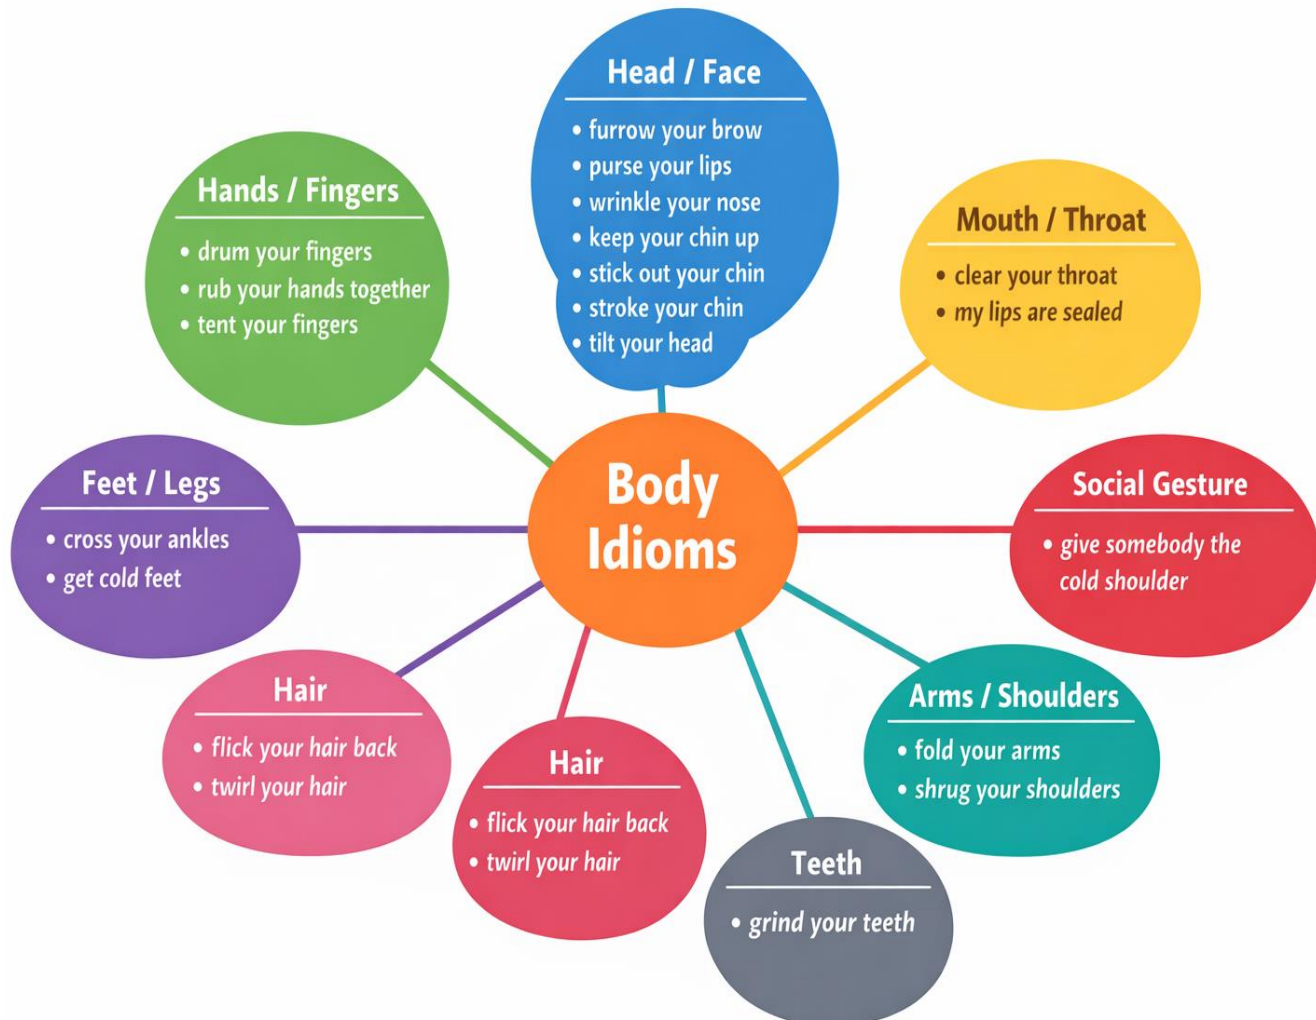 Head / Face
• furrow your brow
• purse your lips
• wrinkle your nose
• keep your chin up
• stick out your chin
• stroke your chin
• tilt your head
Hands / Fingers
• drum your fingers
• rub your hands together
• tent your fingers
Mouth / Throat
• clear your throat
• my lips are sealed
Body
Idioms
Feet / Legs
• cross your ankles
• get cold feet
Social Gesture
• give somebody the
cold shoulder
Hair
• flick your hair back
• twirl your hair
Hair
• flick your hair back
• twirl your hair
Arms / Shoulders
• fold your arms
• shrug your shoulders
Teeth
• grind your teeth